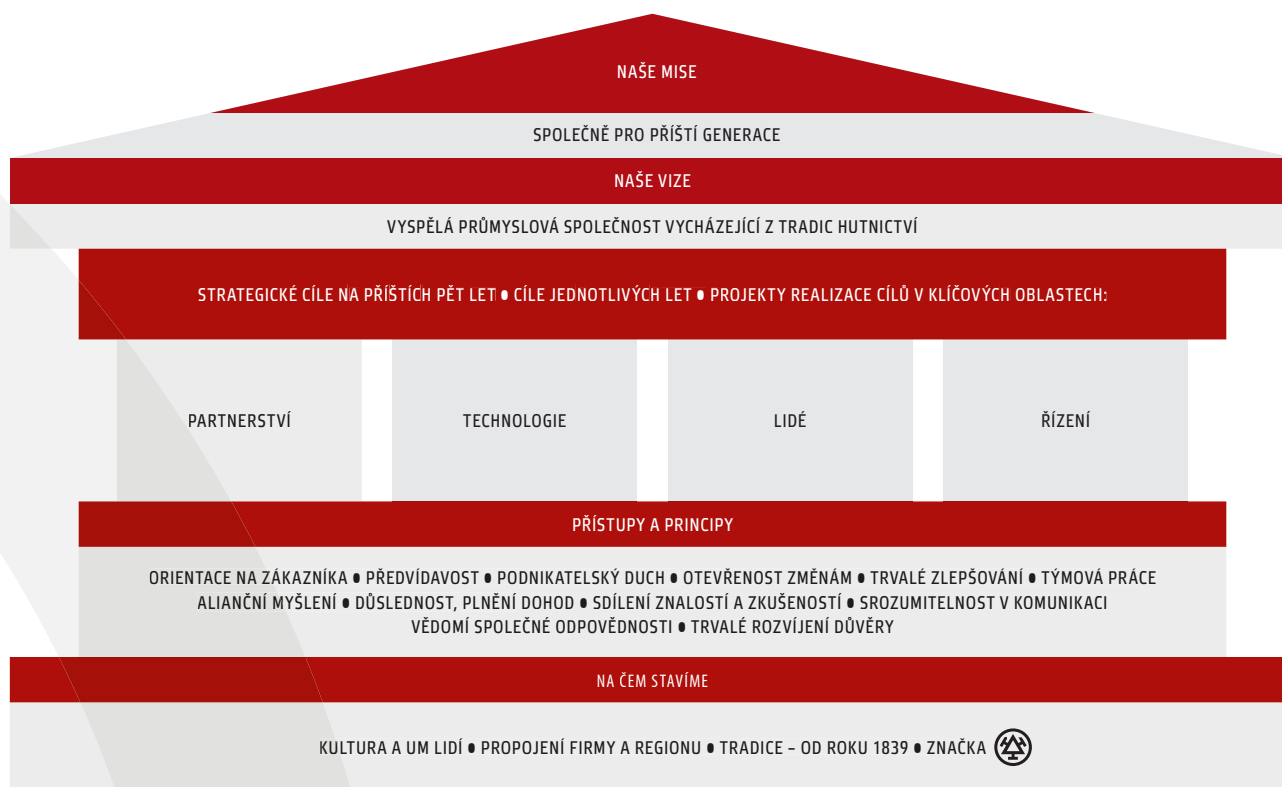 NAŠE MISE
SPOLEČNĚ PRO PŘÍŠTÍ GENERACE
NAŠE VIZE
VYSPĚLÁ PRŮMYSLOVÁ SPOLEČNOST VYCHÁZEJÍCÍ Z TRADIC HUTNICTVÍ
STRATEGICKÉ CÍLE NA PŘÍŠTÍCH PĚT LET • CÍLE JEDNOTLIVÝCH LET • PROJEKTY REALIZACE CÍLŮ V KLÍČOVÝCH OBLASTECH:
PARTNERSTVÍ
TECHNOLOGIE
LIDÉ
ŘÍZENÍ
PŘÍSTUPY A PRINCIPY
ORIENTACE NA ZÁKAZNÍKA • PŘEDVÍDAVOST • PODNIKATELSKÝ DUCH • OTEVŘENOST ZMĚNÁM • TRVALÉ ZLEPŠOVÁNÍ • TÝMOVÁ PRÁCE
ALIANČNÍ MYŠLENÍ • DŮSLEDNOST, PLNĚNÍ DOHOD • SDÍLENÍ ZNALOSTÍ A ZKUŠENOSTÍ • SROZUMITELNOST V KOMUNIKACI
VĚDOMÍ SPOLEČNÉ ODPOVĚDNOSTI • TRVALÉ ROZVÍJENÍ DŮVĚRY
NA ČEM STAVÍME
KULTURA A UM LIDÍ • PROPOJENÍ FIRMY A REGIONU • TRADICE – OD ROKU 1839 • ZNAČKA